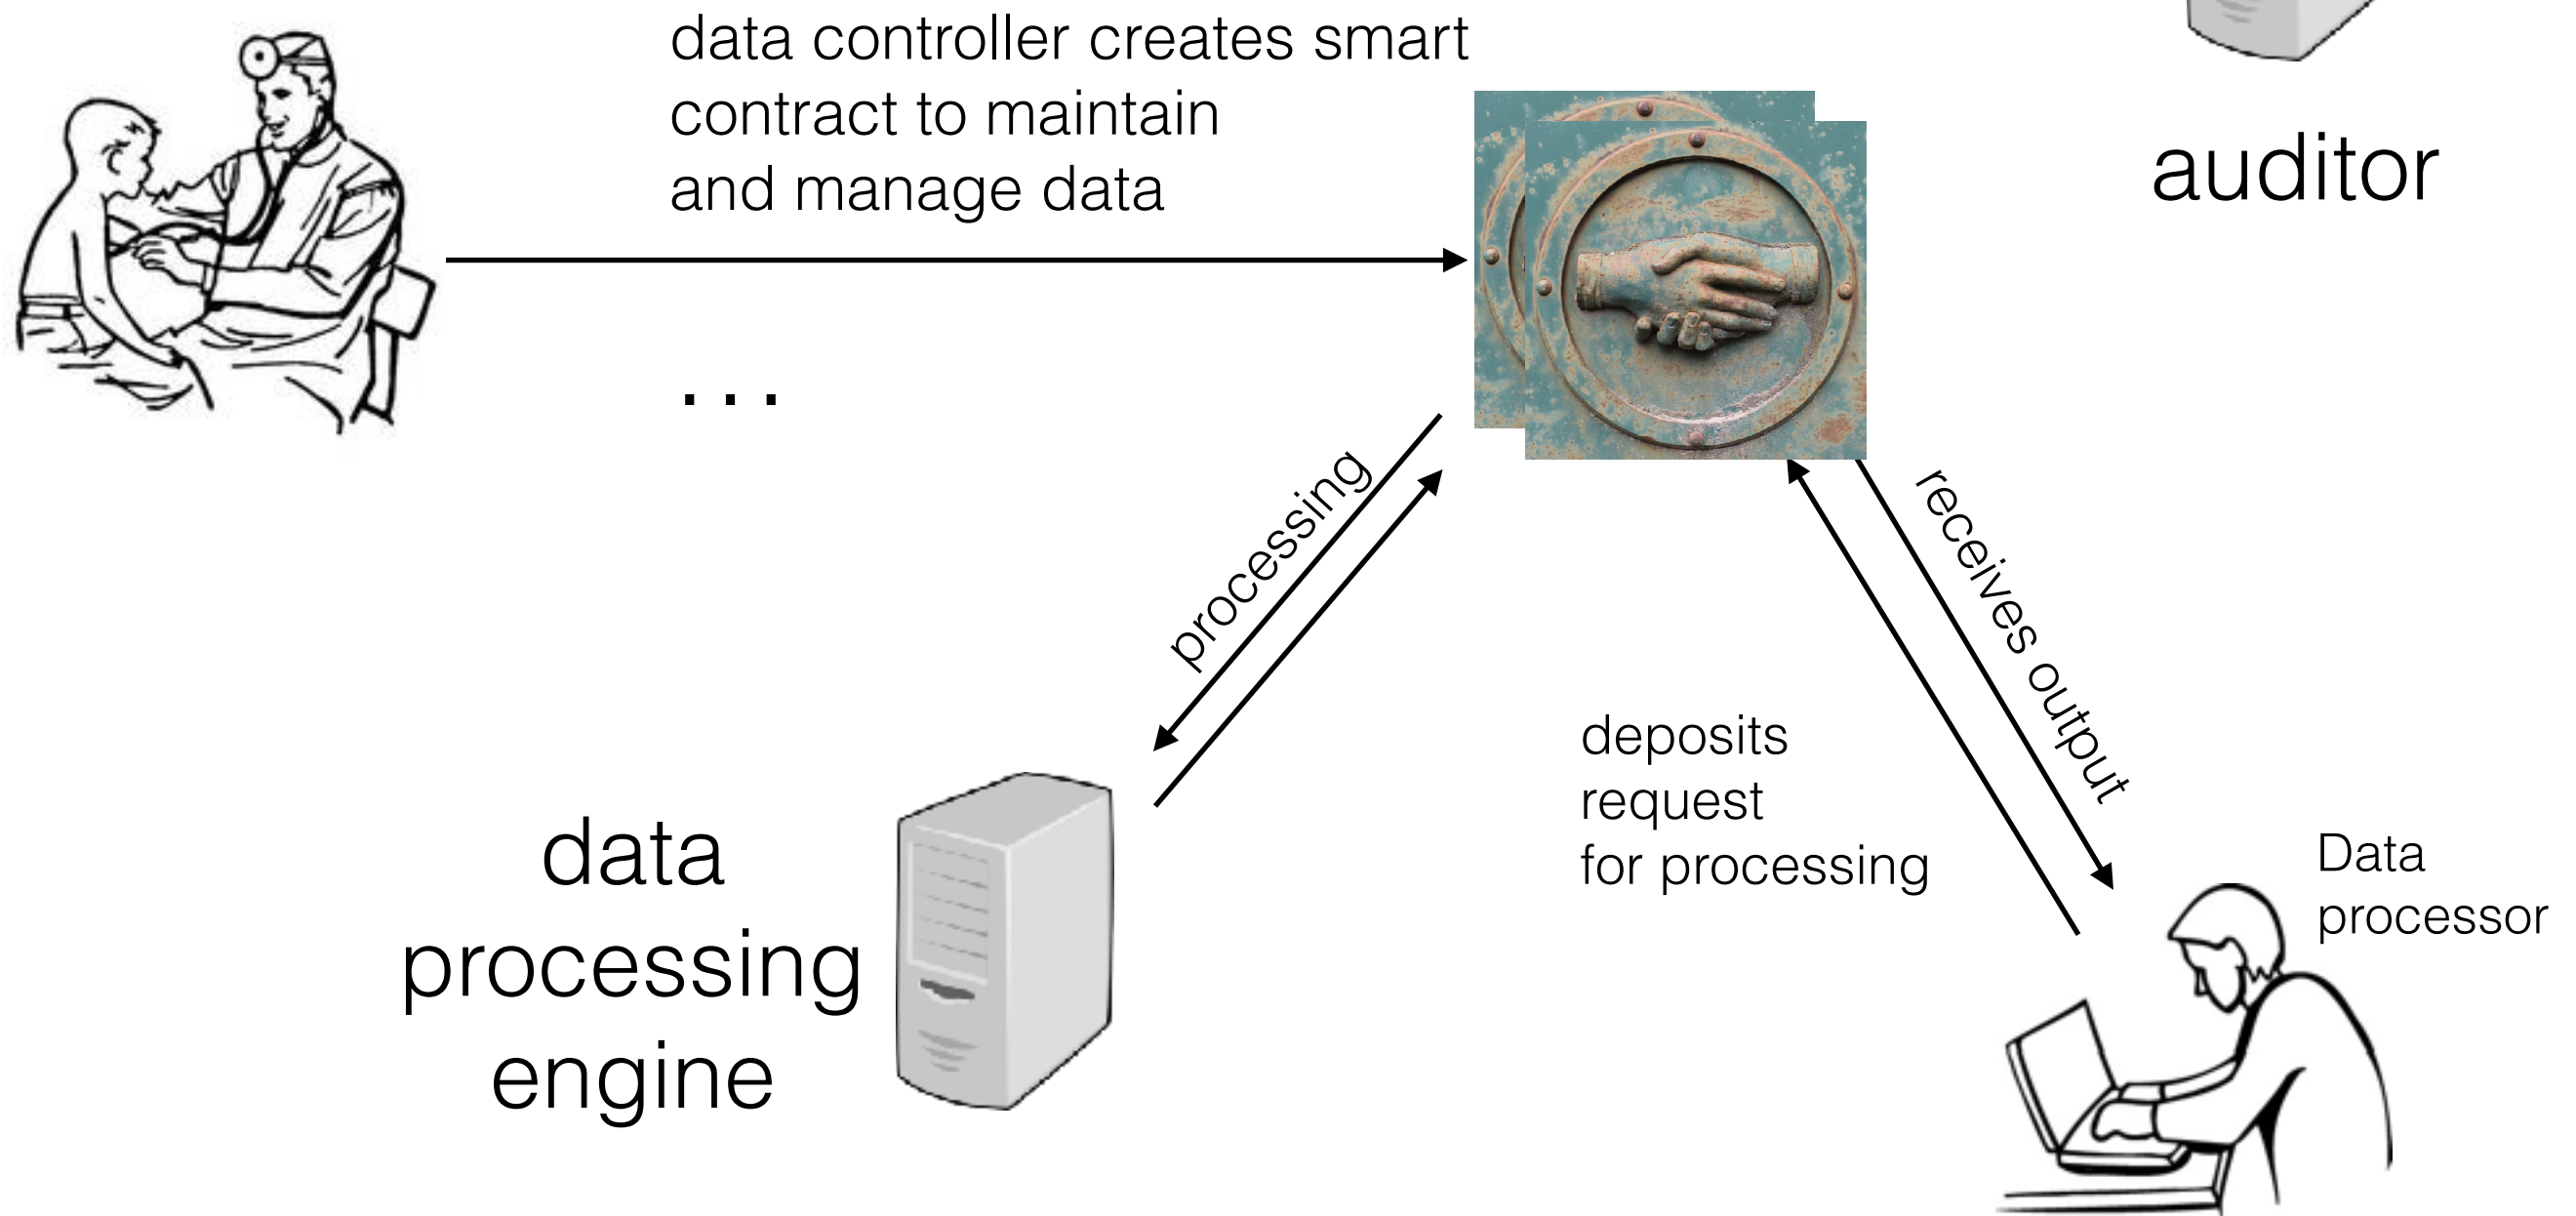 data controller creates smart
contract to maintain
and manage data
auditor
...
processing
receives output
deposits
request
for processing
data
processing
engine
Data
processor